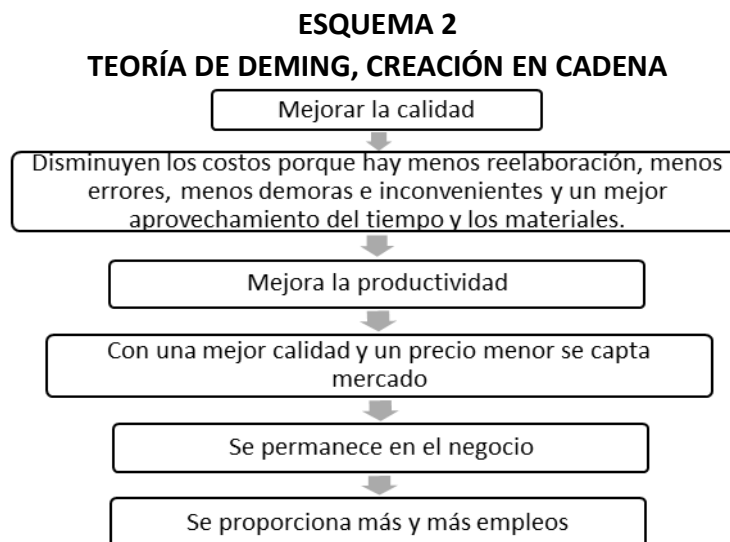 ESQUEMA 2
TEORÍA DE DEMING, CREACIÓN EN CADENA
Mejorar la calidad
Disminuyen los costos porque hay menos reelaboración, menos
errores, menos demoras e inconvenientes y un mejor
aprovechamiento del tiempo y los materiales.
Mejora la productividad
Con una mejor calidad y un precio menor se capta
mercado
Se permanece en el negocio
Se proporciona más y más empleos